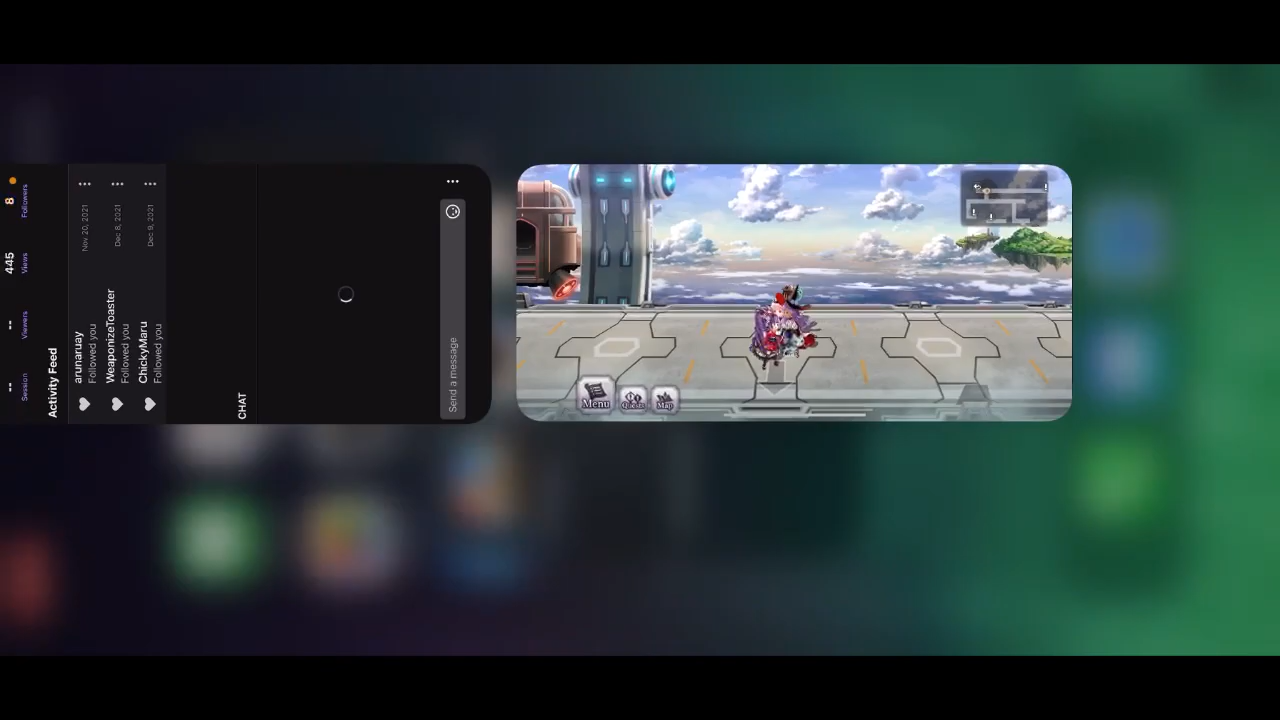 8
Followers
445
Views
--
Viewers
--
Session
Activity Feed
arunaruay
Followed you
Nov 20, 2021
WeaponizeToaster
Followed you
Dec 8, 2021
ChickyMaru
Followed you
Dec 9, 2021
CHAT
Send a message
Menu
Quests
Map